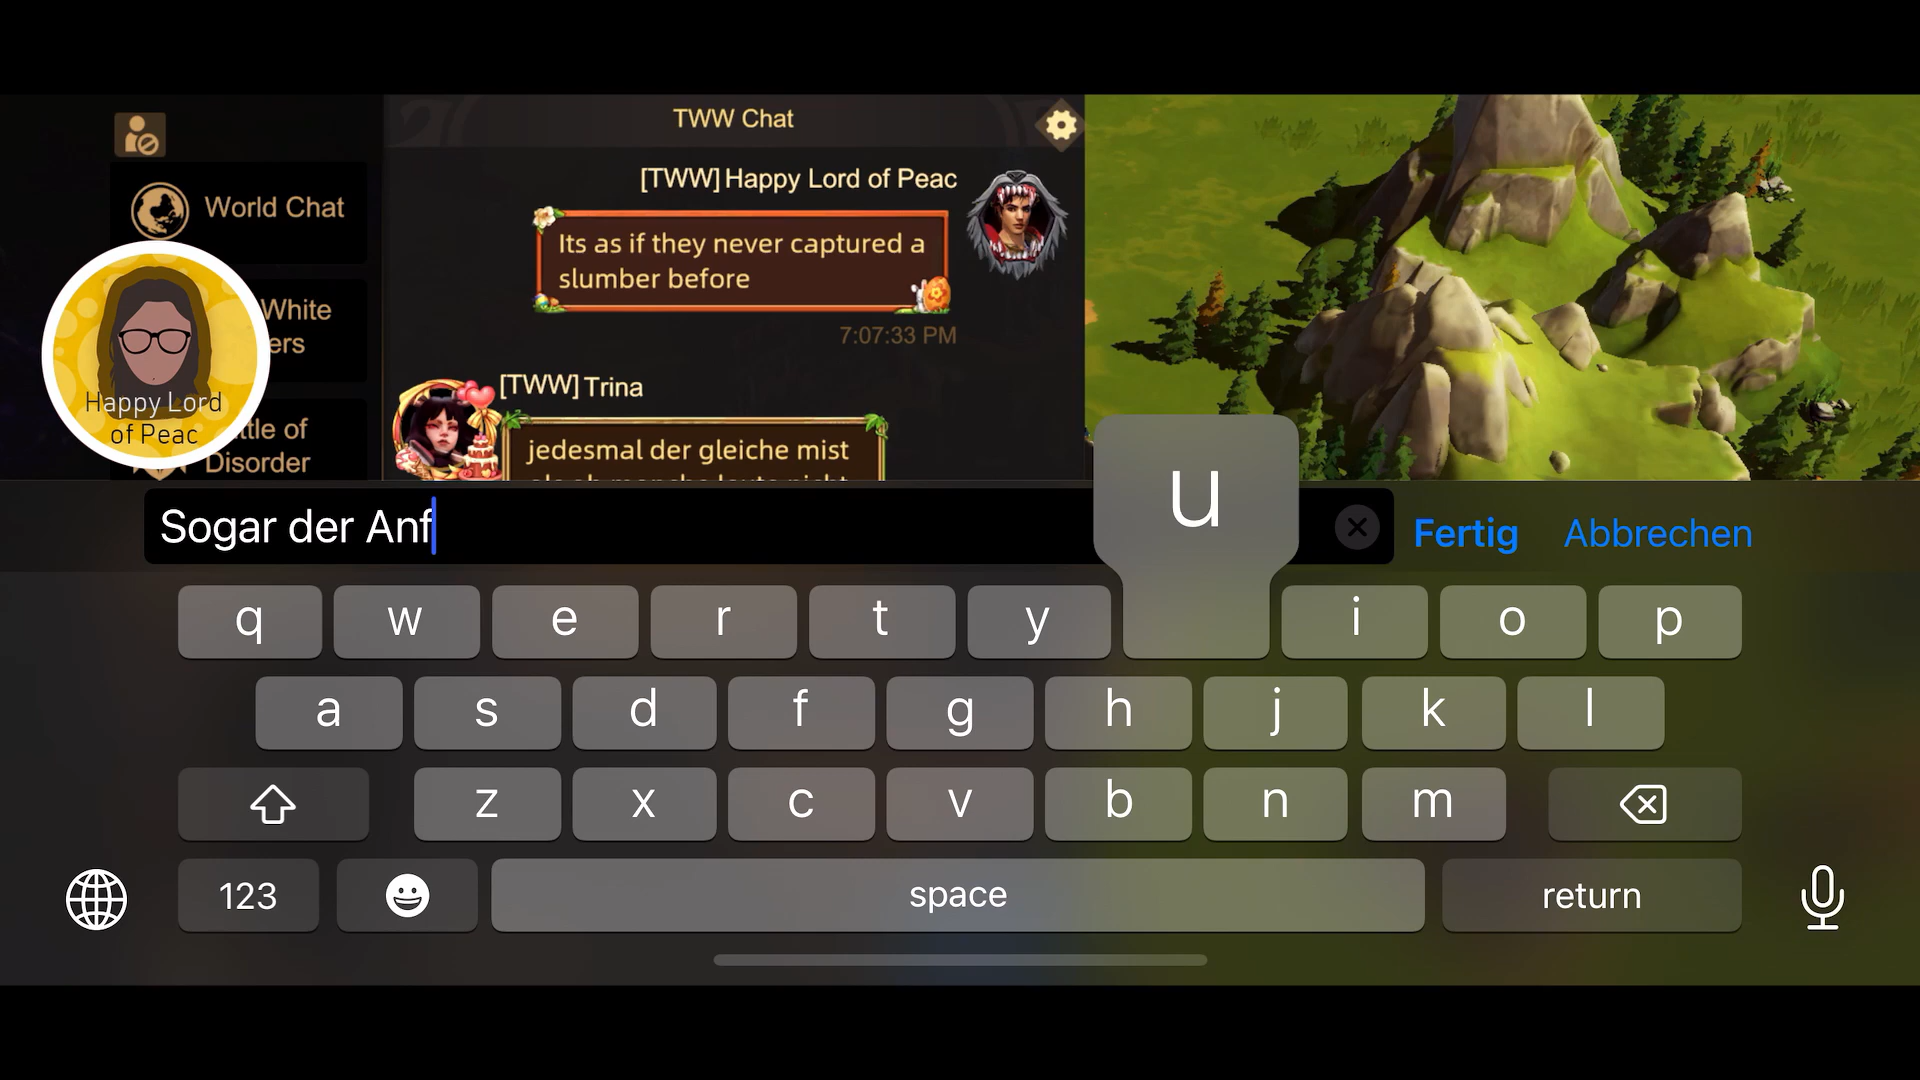 TWW Chat
World Chat
[TWW] Happy Lord of Peac
Its as if they never captured a
slumber before
7:07:33 PM
White
ers
[TWW] Trina
Happy Lord
of Peac
ttle of
Disorder
jedesmal der gleiche mist
Sogar der Anf
u
Fertig
Abbrechen
q w e r t y i o p
a s d f g h j k l
z x c v b n m
123
space
return